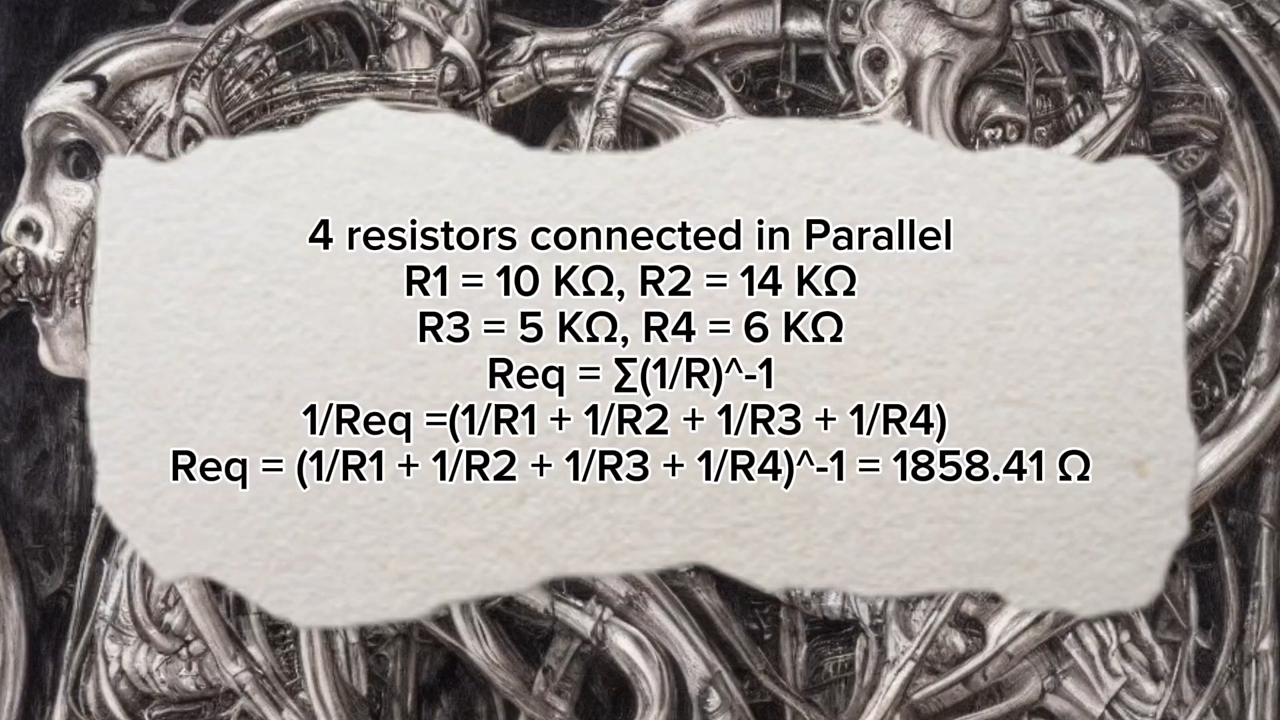 4 resistors connected in Parallel
R1 = 10 KΩ, R2 = 14 KΩ
R3 = 5 KΩ, R4 = 6 KΩ
Req = ∑(1/R)^-1
1/Req =(1/R1 + 1/R2 + 1/R3 + 1/R4)
Req = (1/R1 + 1/R2 + 1/R3 + 1/R4)^-1 = 1858.41 Ω